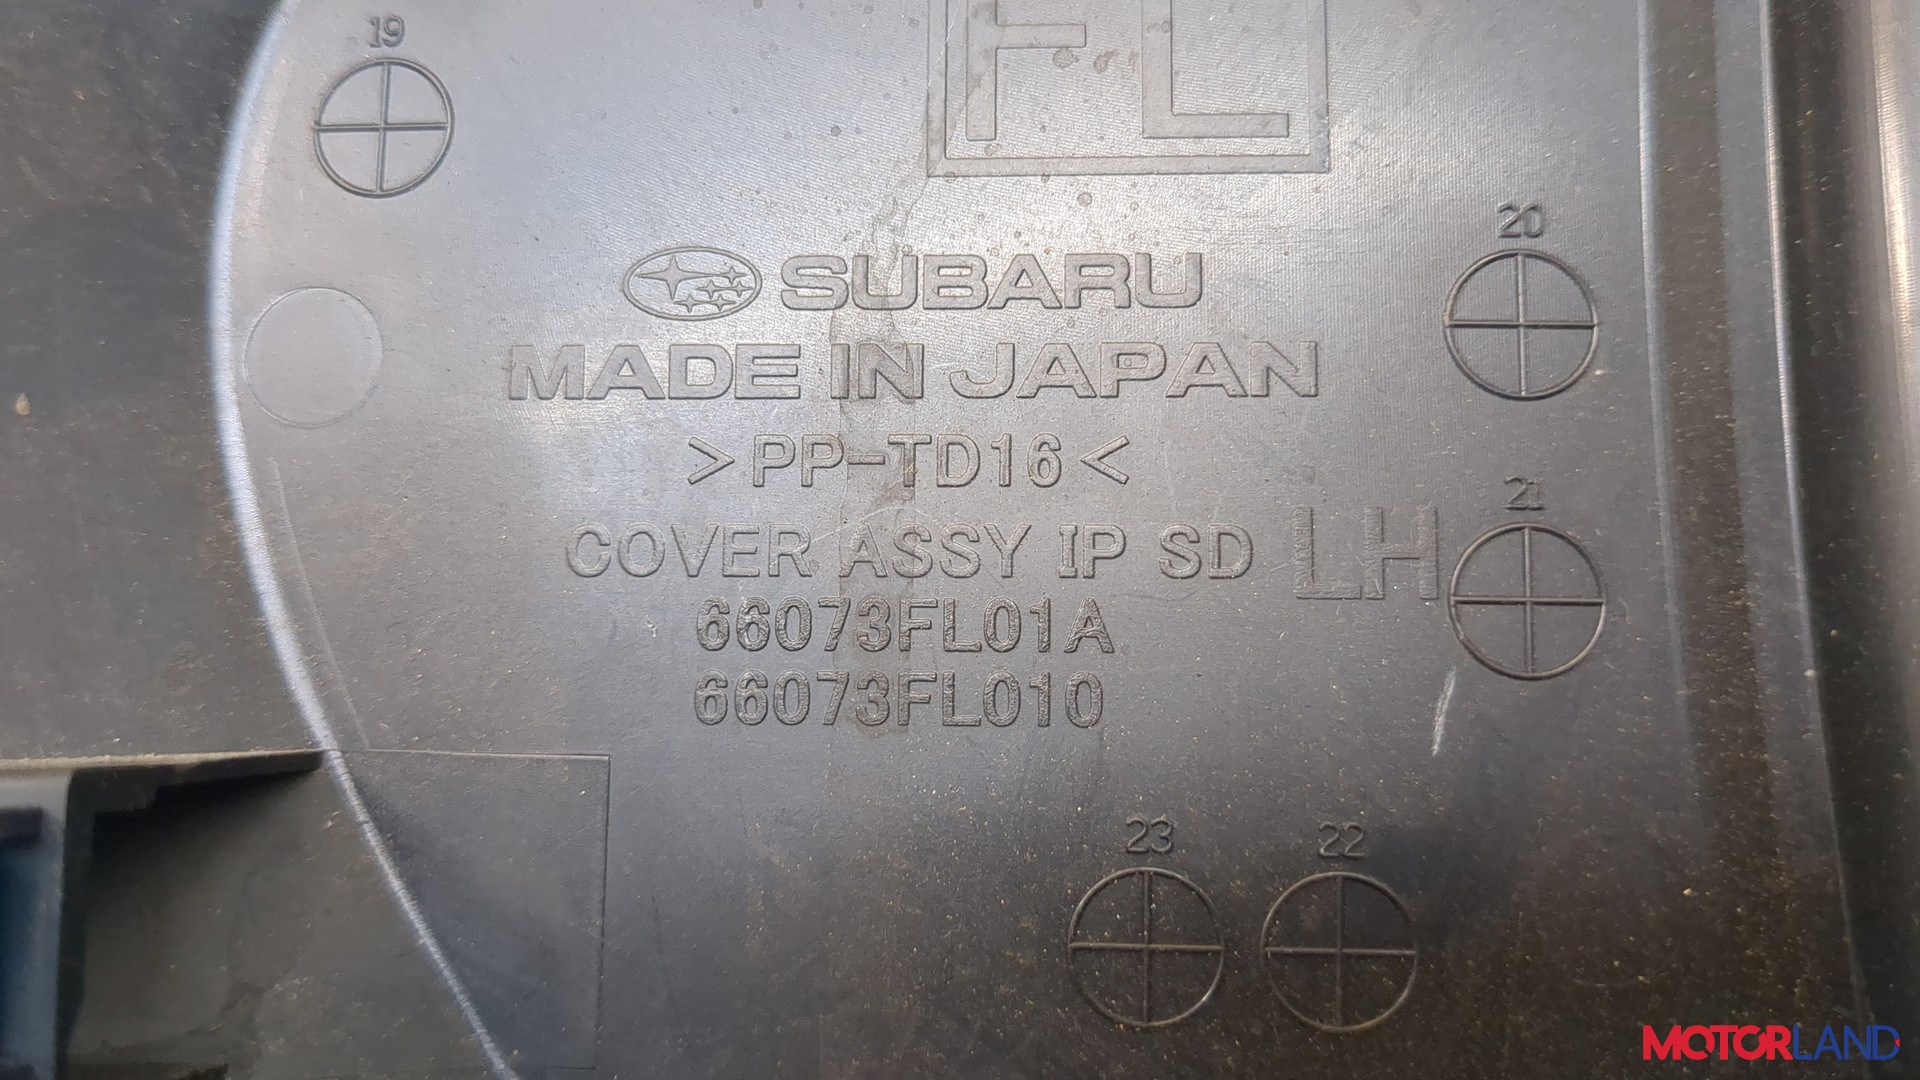 FL
19
SUBARU
20
MADE IN JAPAN
>PP-TD16<
21
COVER ASSY IP SD LH
66073FL01A
66073FL010
23
22
MOTORLAND